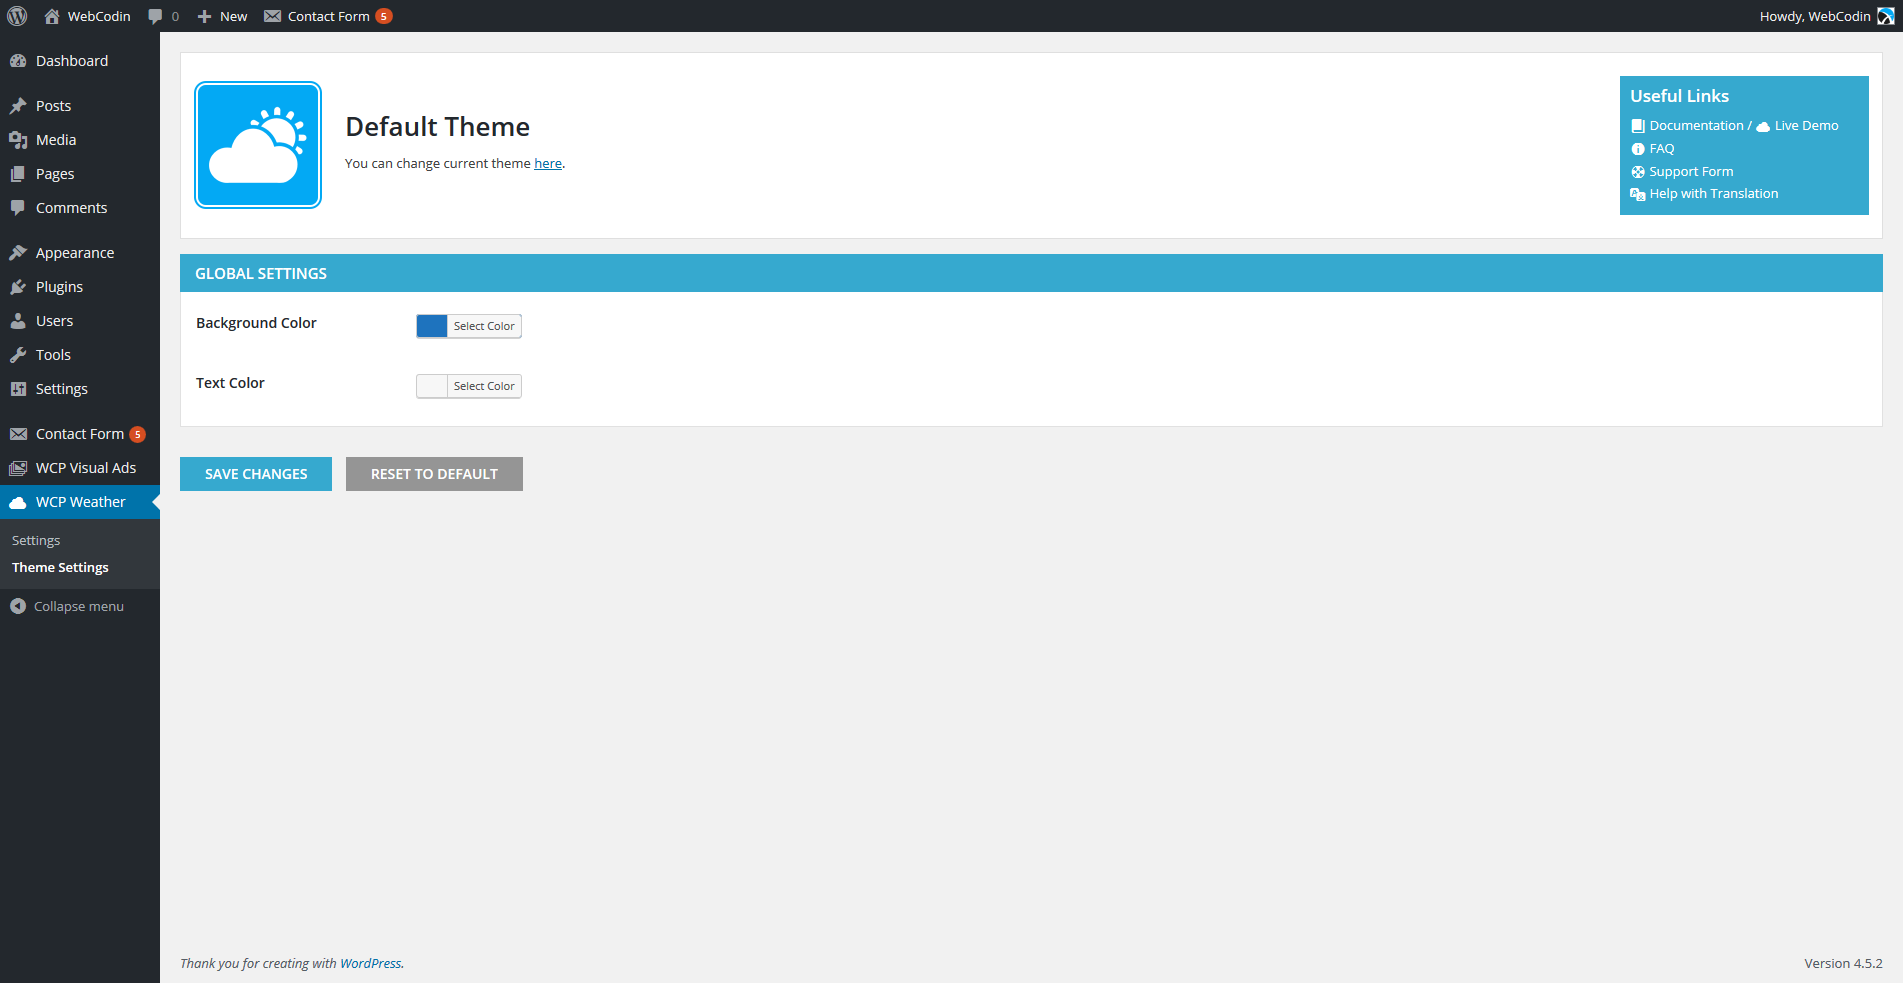 WebCodin 0 New Contact Form 5 Howdy, WebCodin
Dashboard
Posts
Media
Pages
Comments
Appearance
Plugins
Users
Tools
Settings
Contact Form 5
WCP Visual Ads
WCP Weather
Settings
Theme Settings
Collapse menu
Default Theme
You can change current theme here.
Useful Links
Documentation / Live Demo
FAQ
Support Form
Help with Translation
GLOBAL SETTINGS
Background Color Select Color
Text Color Select Color
SAVE CHANGES RESET TO DEFAULT
Thank you for creating with WordPress. Version 4.5.2